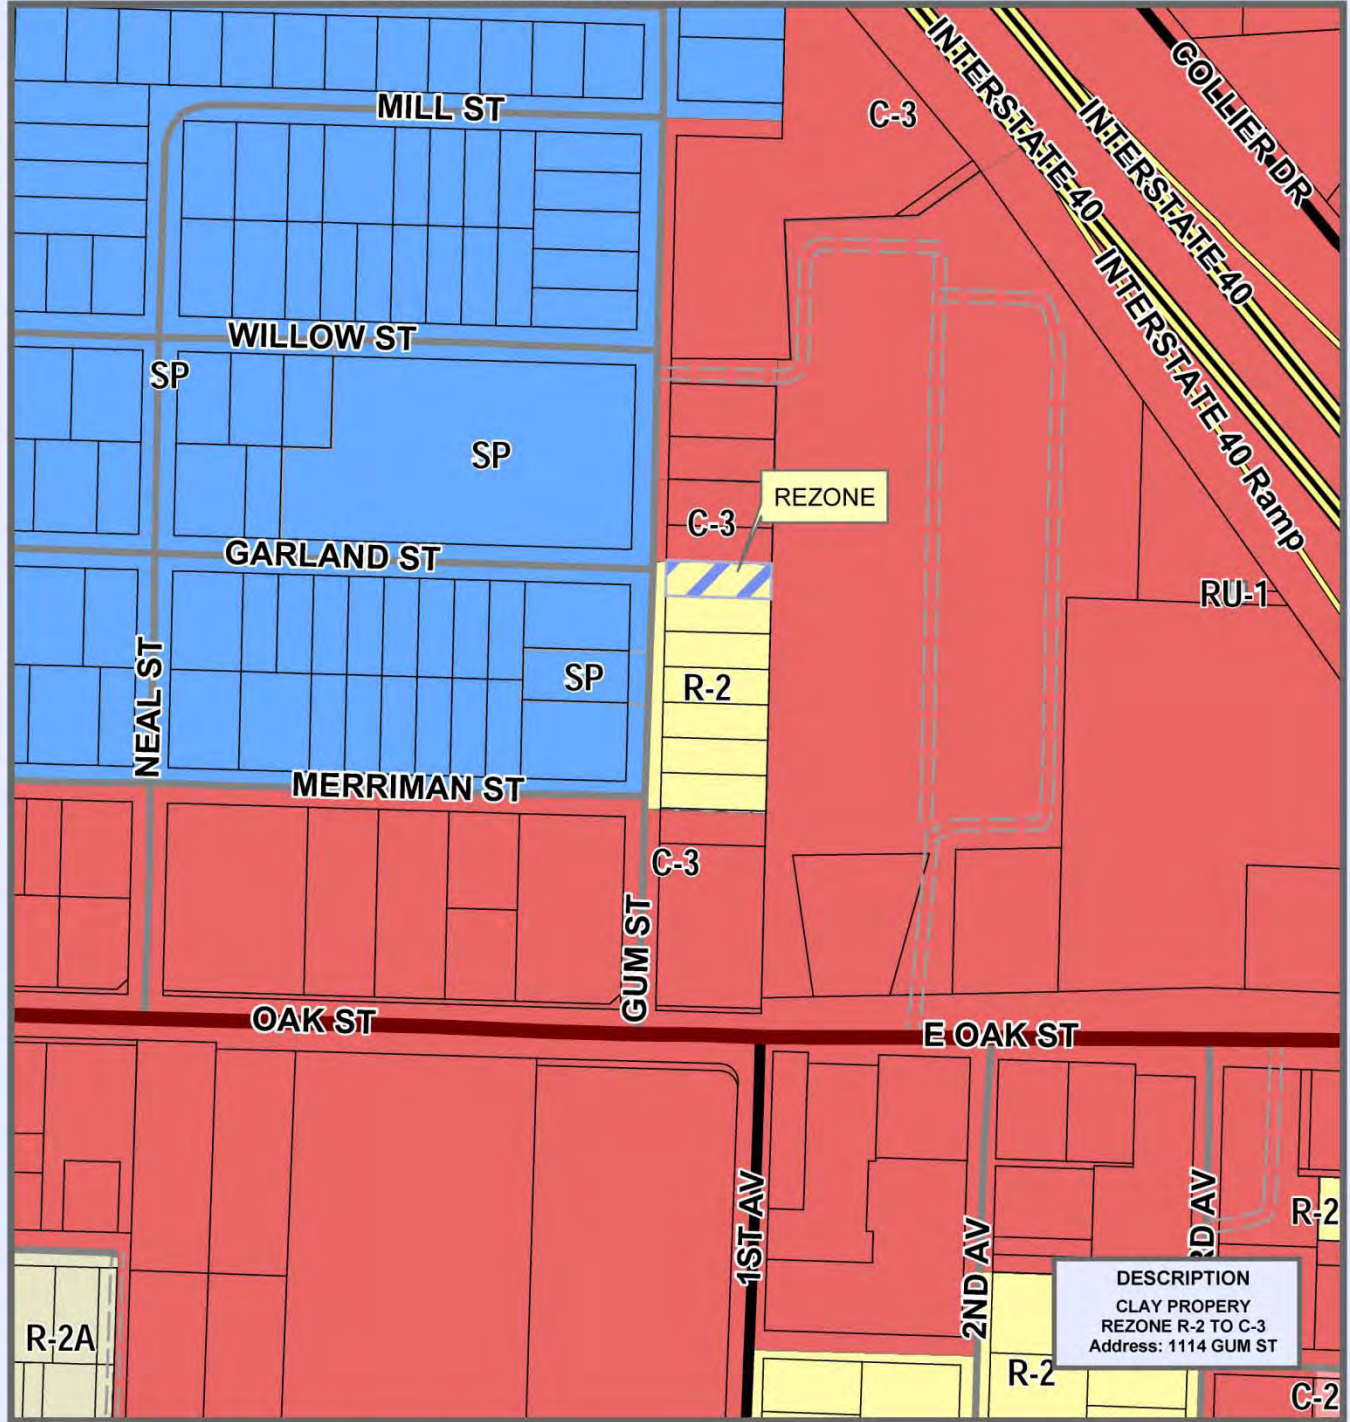 MILL ST
C-3
INTERSTATE 40
INTERSTATE 40
COLLIER DR
INTERSTATE 40 Ramp
WILLOW ST
SP
SP
REZONE
C-3
GARLAND ST
RU-1
NEAL ST
SP
R-2
MERRIMAN ST
C-3
GUM ST
OAK ST
E OAK ST
1ST AV
2ND AV
RD AV
R-2
R-2A
R-2
C-2
DESCRIPTION
CLAY PROPERY
REZONE R-2 TO C-3
Address: 1114 GUM ST